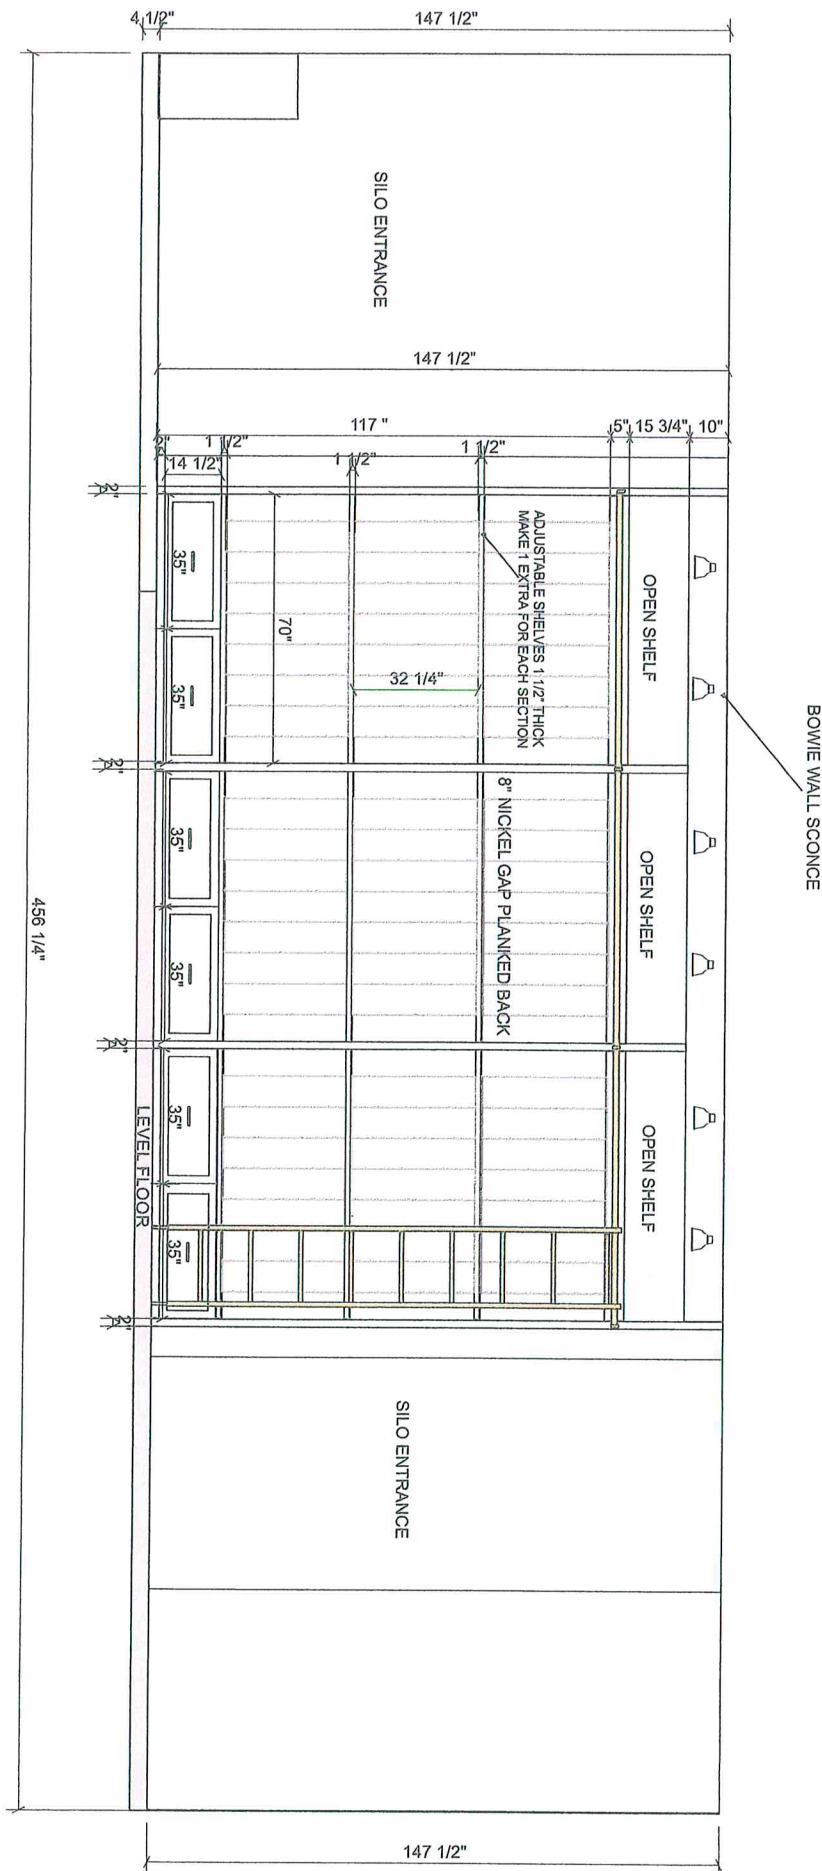 BOWIE WALL SCONCE
4 1/2"
147 1/2"
SILO ENTRANCE
147 1/2"
10"
15 3/4"
5"
117 "
1 1/2"
1 1/2"
1 1/2"
14 1/2"
2"
2"
2"
2"
2"
OPEN SHELF
OPEN SHELF
OPEN SHELF
ADJUSTABLE SHELVES 1 1/2" THICK
MAKE 1 EXTRA FOR EACH SECTION
8" NICKEL GAP PLANKED BACK
32 1/4"
70"
35"
35"
35"
35"
35"
35"
LEVEL FLOOR
SILO ENTRANCE
456 1/4"
147 1/2"